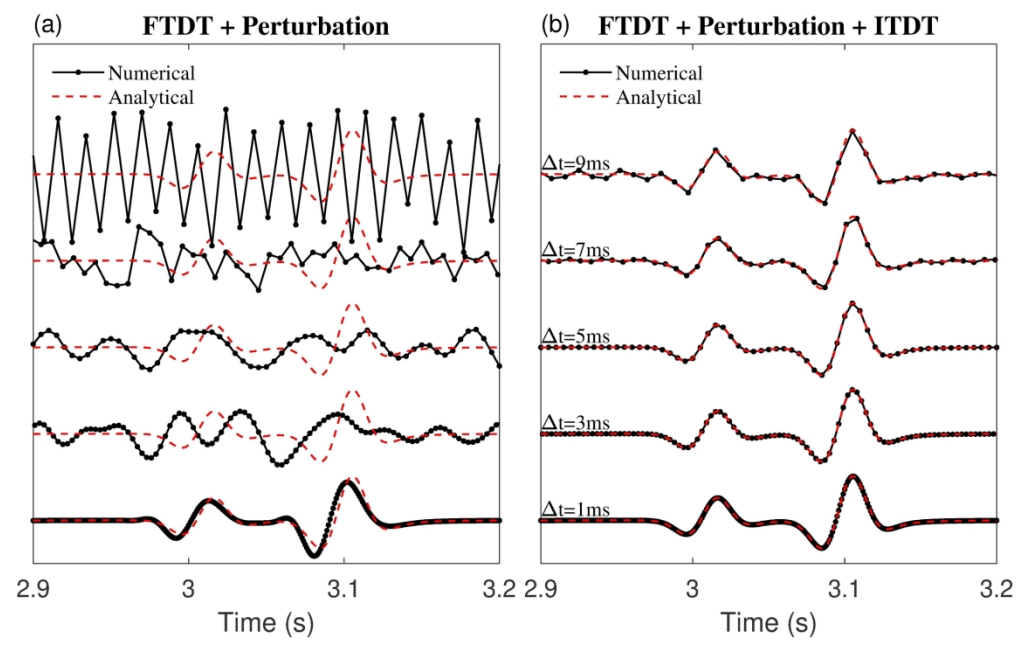 (a) FTDT + Perturbation
Numerical
Analytical
2.9 3 3.1 3.2
Time (s)
(b) FTDT + Perturbation + ITDT
Numerical
Analytical
Δt=9ms
Δt=7ms
Δt=5ms
Δt=3ms
Δt=1ms
2.9 3 3.1 3.2
Time (s)